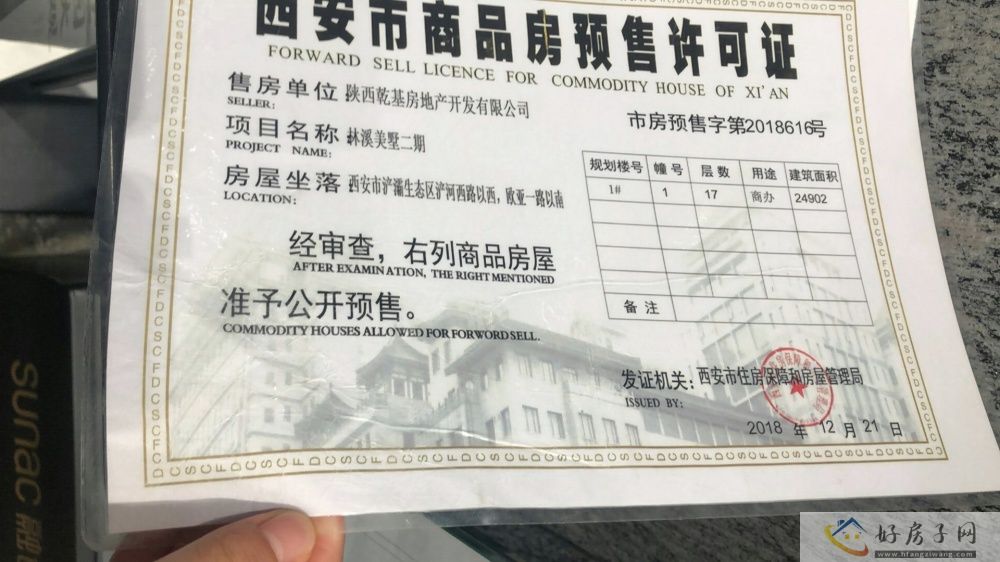 西安市商品房预售许可证
FORWARD SELL LICENCE FOR COMMODITY HOUSE OF XI'AN
售房单位 陕西乾基房地产开发有限公司
SELLER:
市房预售字第2018616号
项目名称 林溪美墅二期
PROJECT NAME:
房屋坐落 西安市浐灞生态区浐河西路以西，欧亚一路以南
LOCATION:
规划楼号 幢号 层数 用途 建筑面积
1# 1 17 商办 24902
备注
经审查，右列商品房屋
AFTER EXAMINATION, THE RIGHT MENTIONED
准予公开预售。
COMMODITY HOUSES ALLOWED FOR FORWORD SELL.
发证机关：西安市住房保障和房屋管理局
ISSUED BY:
2018 年 12 月 21 日
sunac 融
好房子网
www.hfangziwang.com